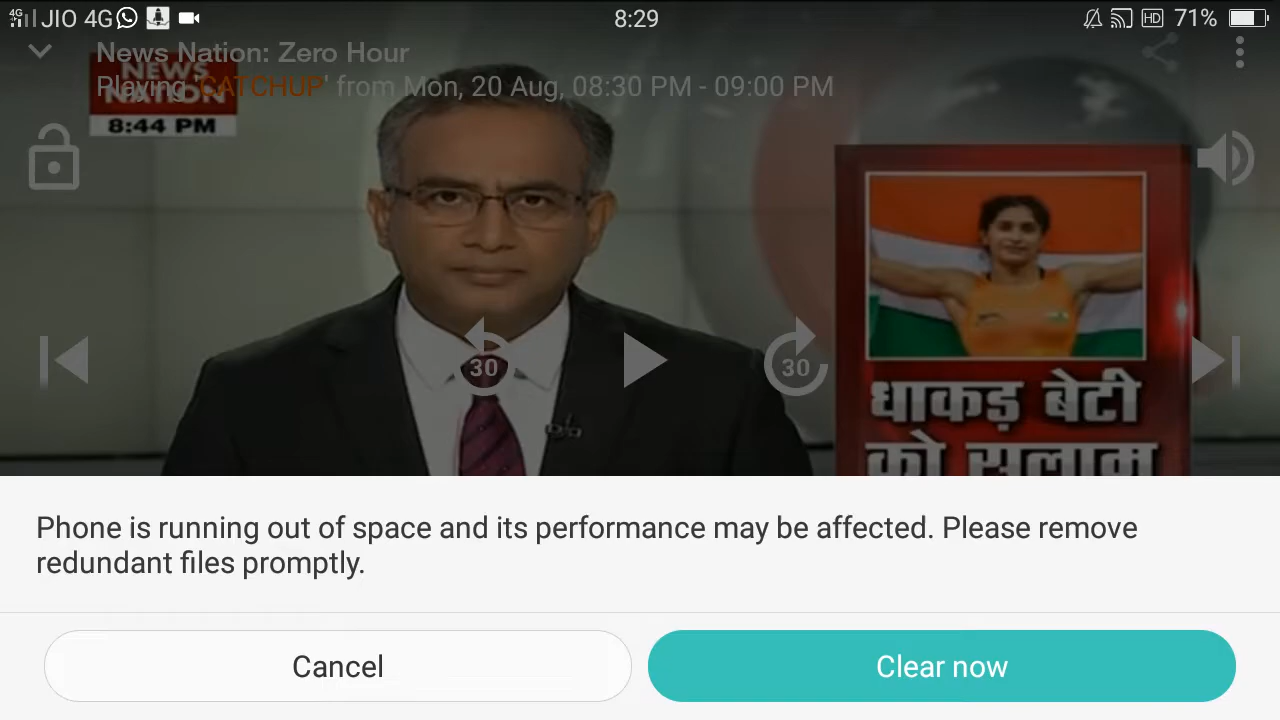 4G JIO 4G 8:29 HD 71%
News Nation: Zero Hour
NEWS
Playing 'CATCHUP' from Mon, 20 Aug, 08:30 PM - 09:00 PM
NATION
8:44 PM
30 30
धाकड़ बेटी
को सलाम
Phone is running out of space and its performance may be affected. Please remove
redundant files promptly.
Cancel Clear now